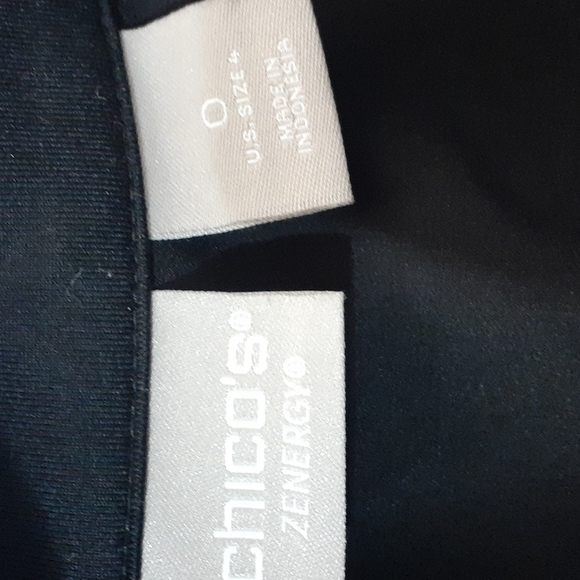 0
U.S. SIZE 4
MADE IN
INDONESIA
chico's®
ZENERGY®